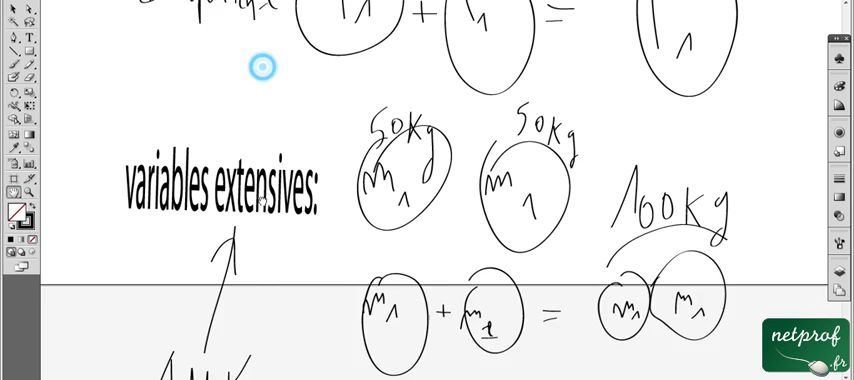 + =
50Kg 50Kg
m1 m1
variables extensives:
100Kg
m1 + m1 = m1 m1
netprof
.fr